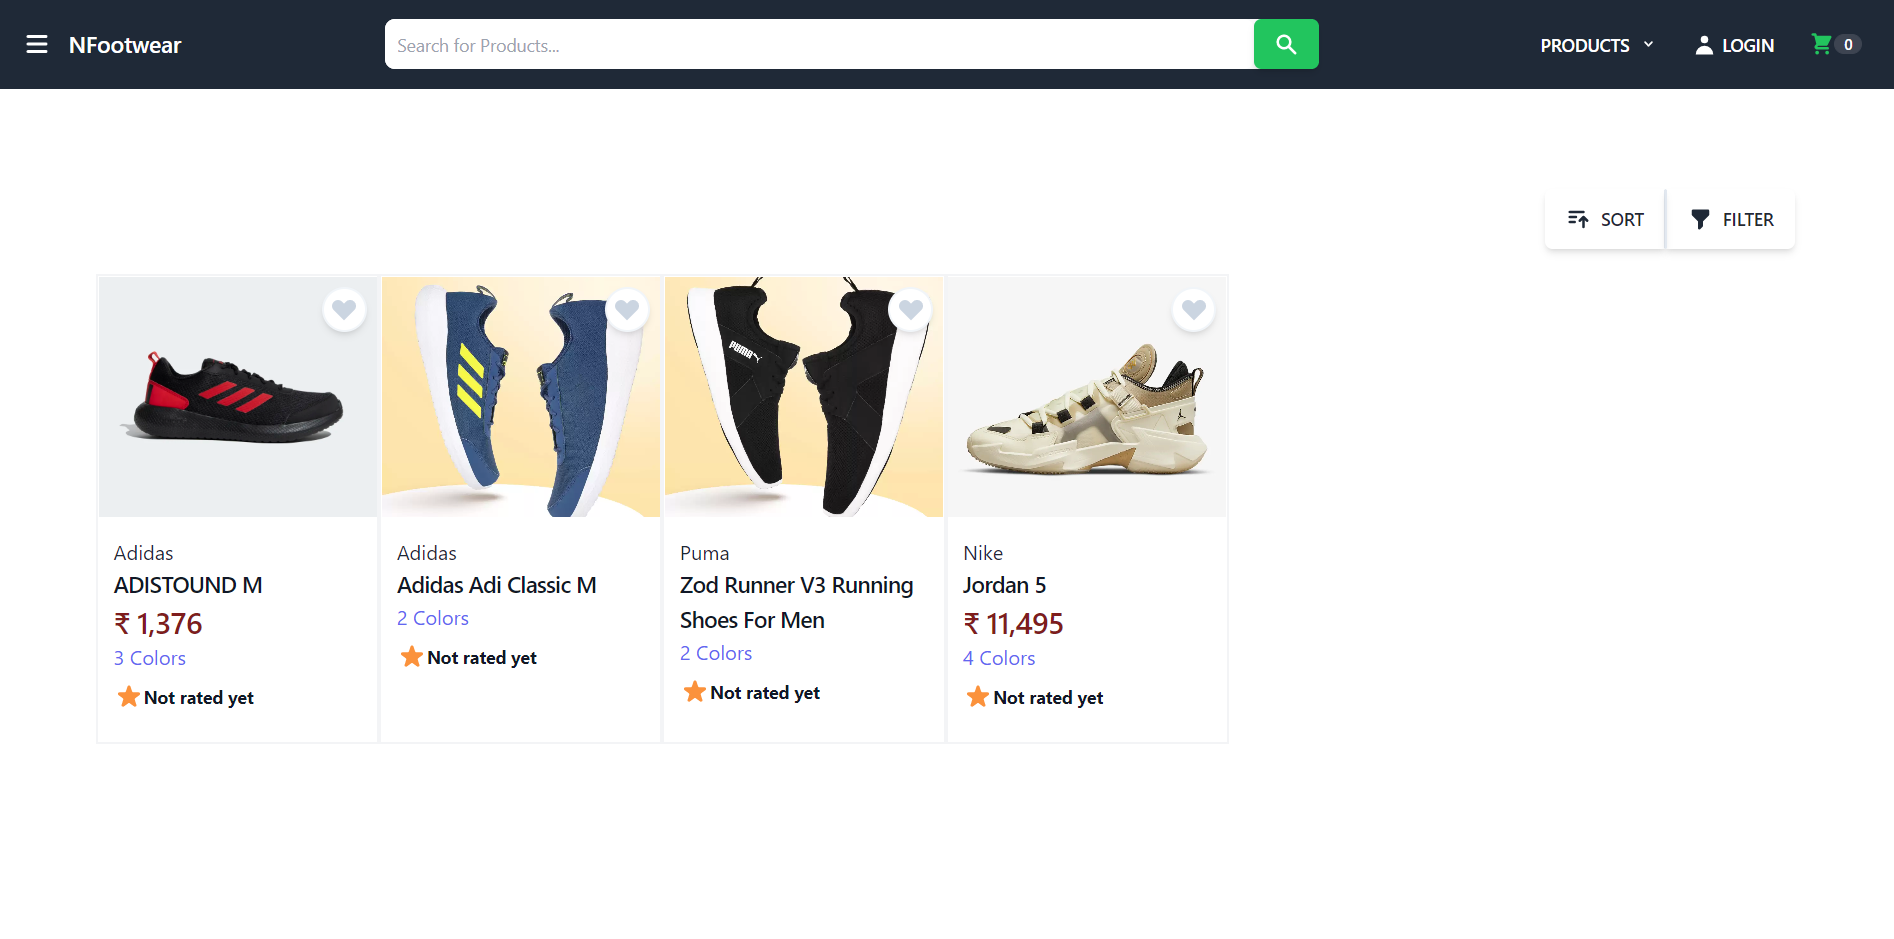 NFootwear
Search for Products...
PRODUCTS
LOGIN
0
SORT
FILTER
PUMA
Adidas
ADISTOUND M
₹ 1,376
3 Colors
Not rated yet
Adidas
Adidas Adi Classic M
2 Colors
Not rated yet
Puma
Zod Runner V3 Running
Shoes For Men
2 Colors
Not rated yet
Nike
Jordan 5
₹ 11,495
4 Colors
Not rated yet